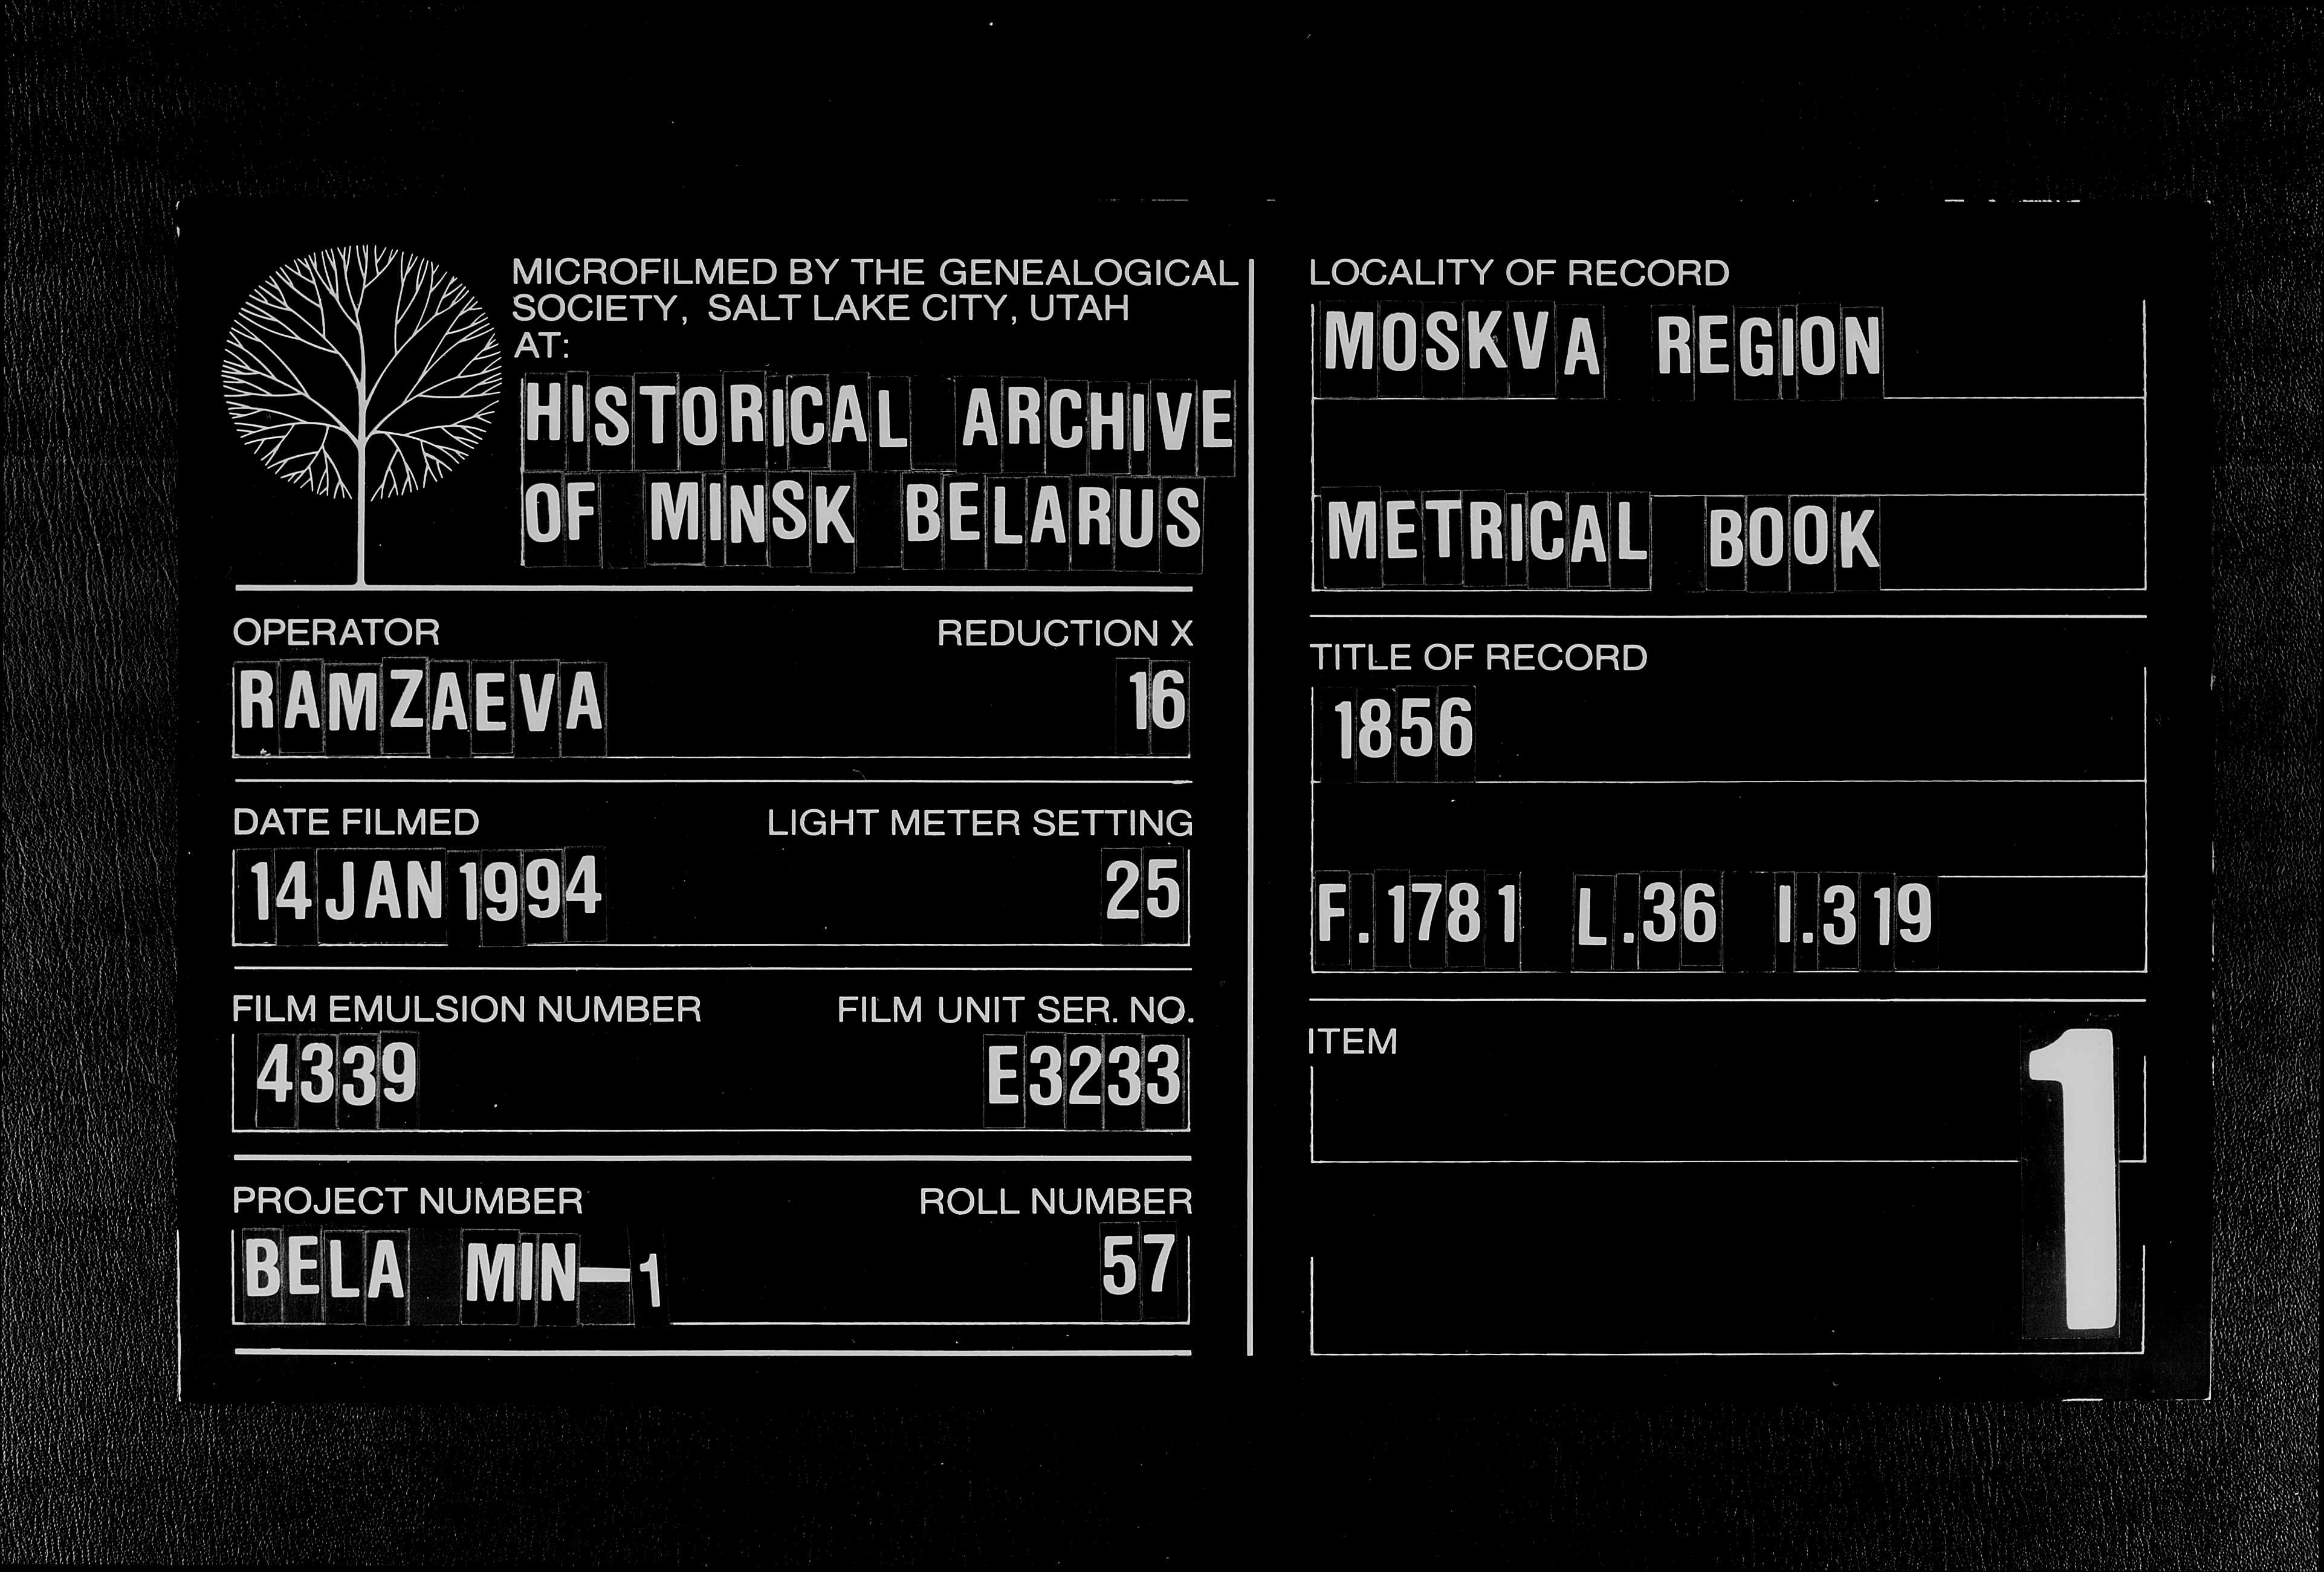 MICROFILMED BY THE GENEALOGICAL
SOCIETY, SALT LAKE CITY, UTAH
AT:
HISTORICAL ARCHIVE
OF MINSK BELARUS
OPERATOR REDUCTION X
RAMZAEVA 16
DATE FILMED LIGHT METER SETTING
14 JAN 1994 25
FILM EMULSION NUMBER FILM UNIT SER. NO.
4339 E3233
PROJECT NUMBER ROLL NUMBER
BELA MIN-1 57
LOCALITY OF RECORD
MOSKVA REGION
METRICAL BOOK
TITLE OF RECORD
1856
F.1781 L.36 I.319
ITEM
1